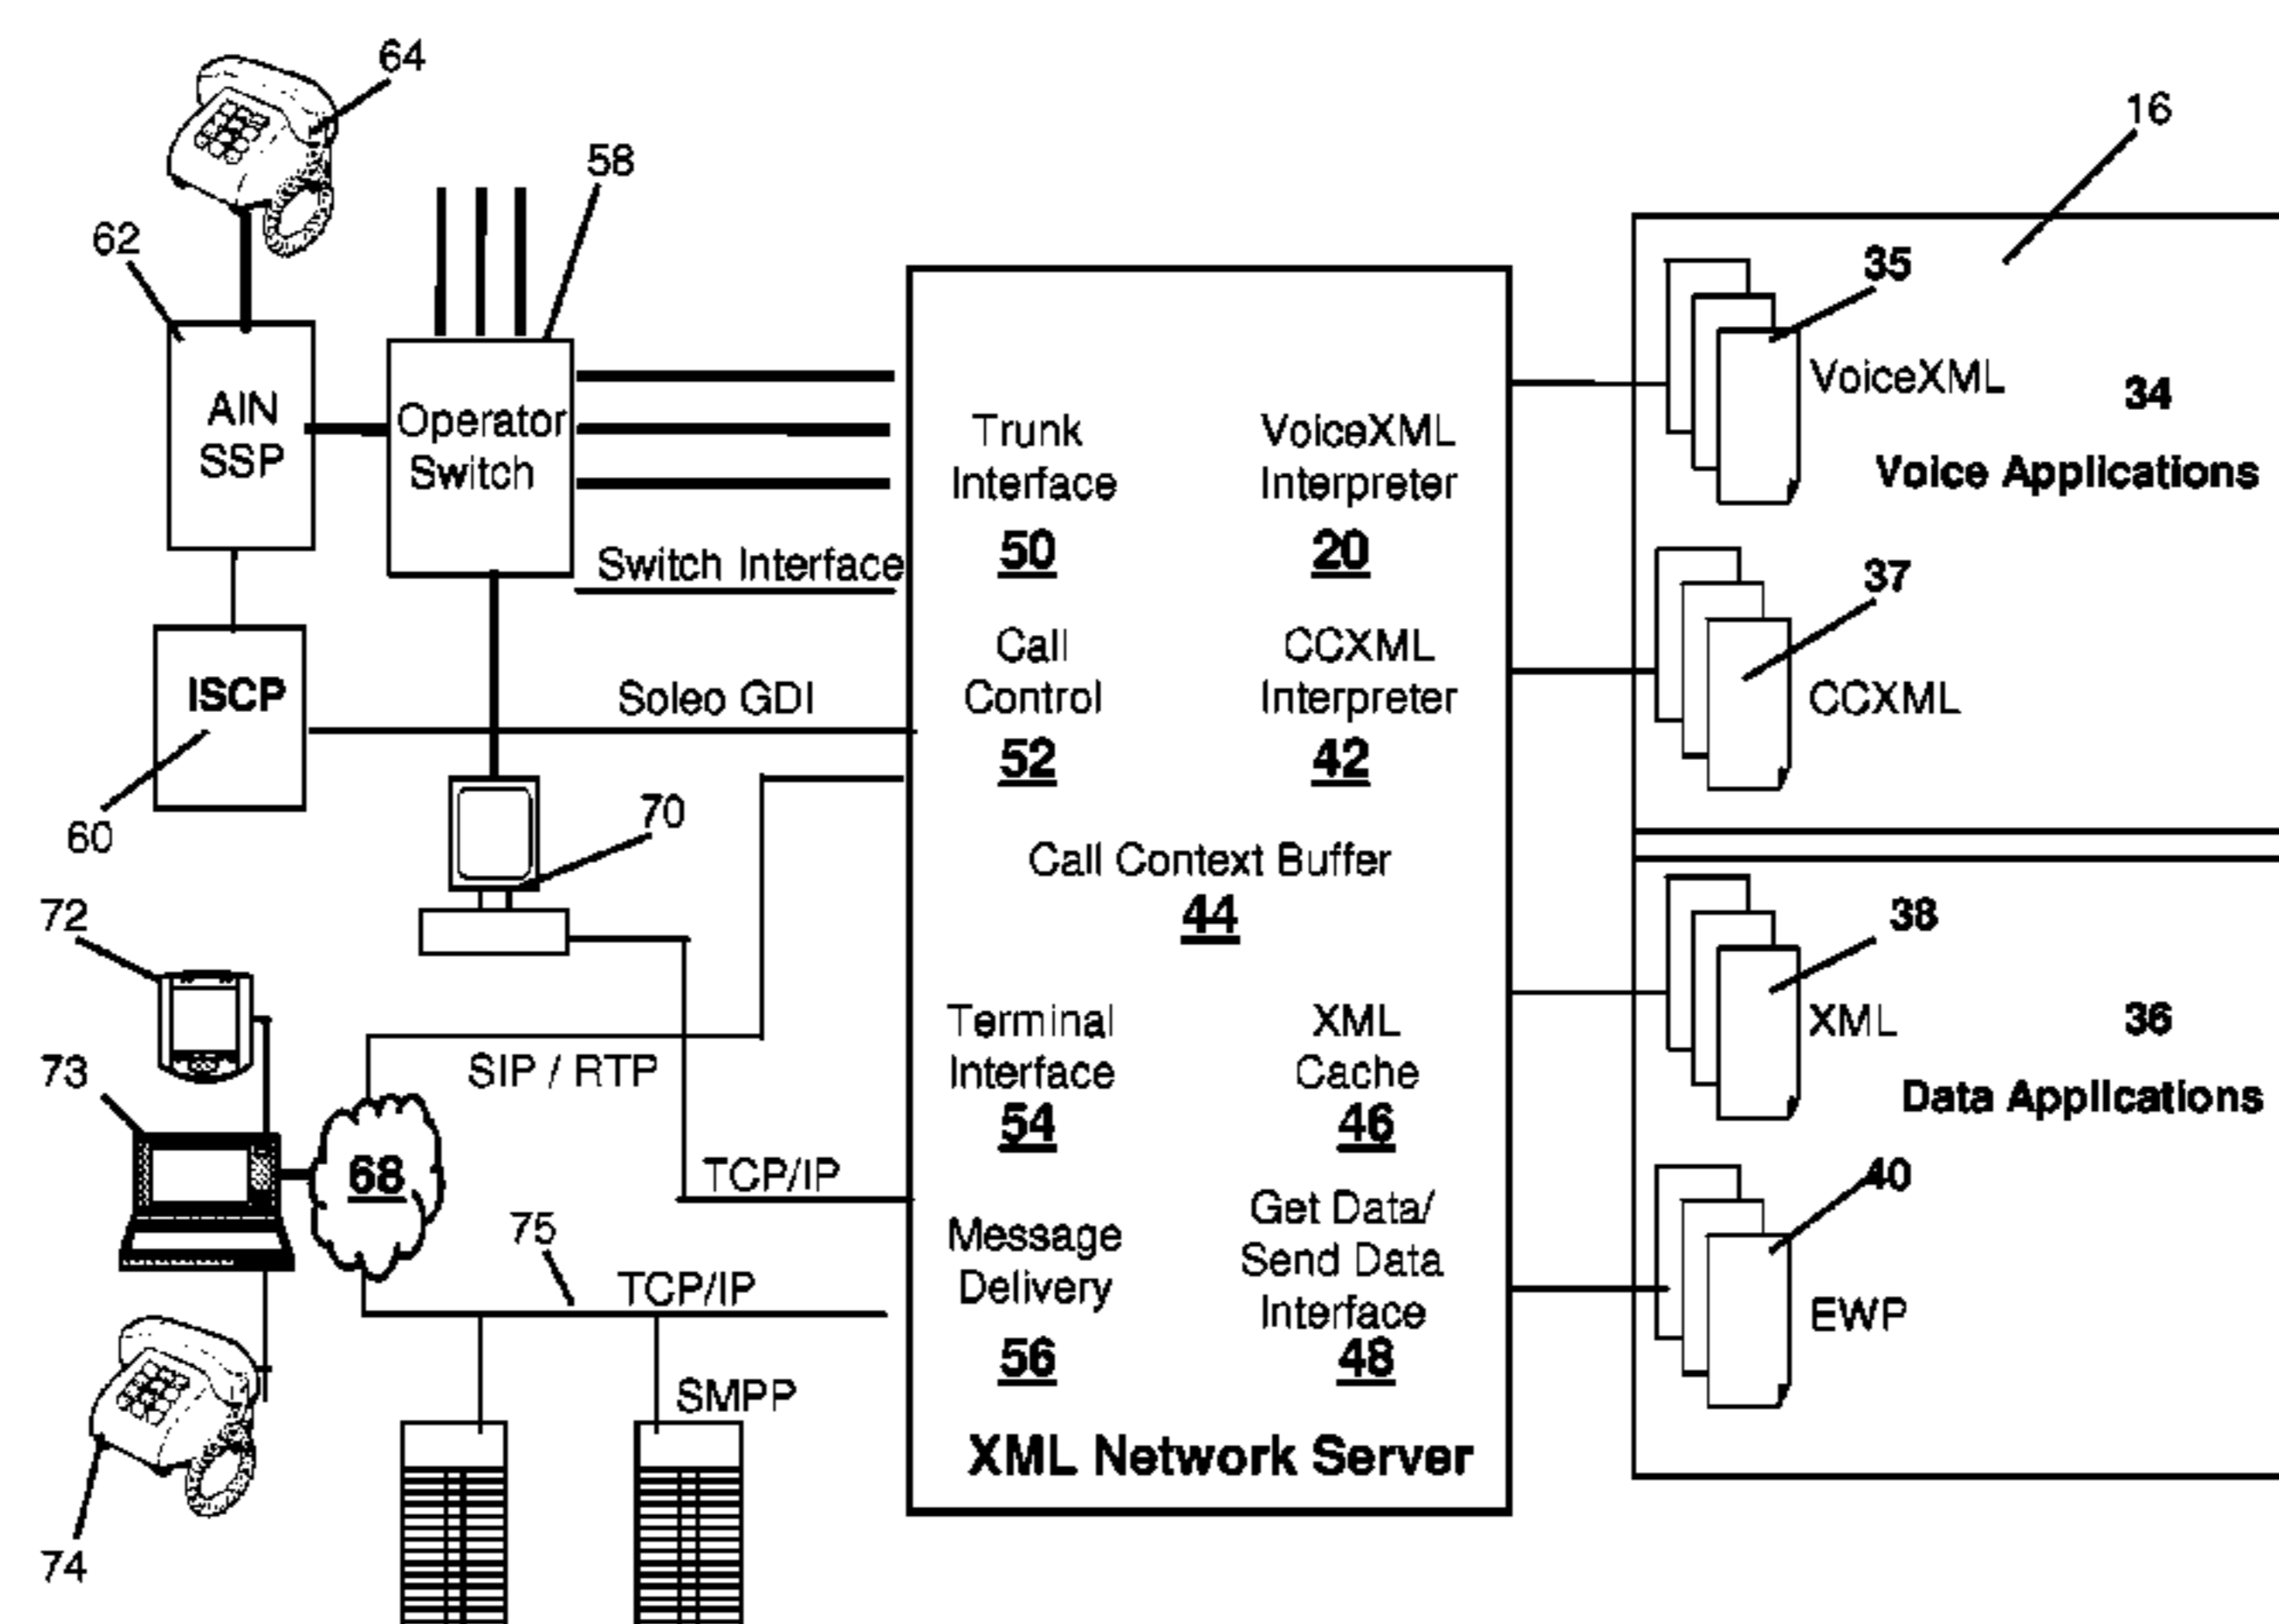 64
16
58
62
35
VoiceXML
34
Voice Applications
AIN
SSP
Operator
Switch
Trunk
Interface
50
VoiceXML
Interpreter
20
Switch Interface
37
CCXML
Call
Control
52
CCXML
Interpreter
42
ISCP
Soleo GDI
60
70
Call Context Buffer
44
72
38
XML
36
Data Applications
Terminal
Interface
54
XML
Cache
46
SIP / RTP
73
68
TCP/IP
40
EWP
Message
Delivery
56
Get Data/
Send Data
Interface
48
75
TCP/IP
SMPP
XML Network Server
74